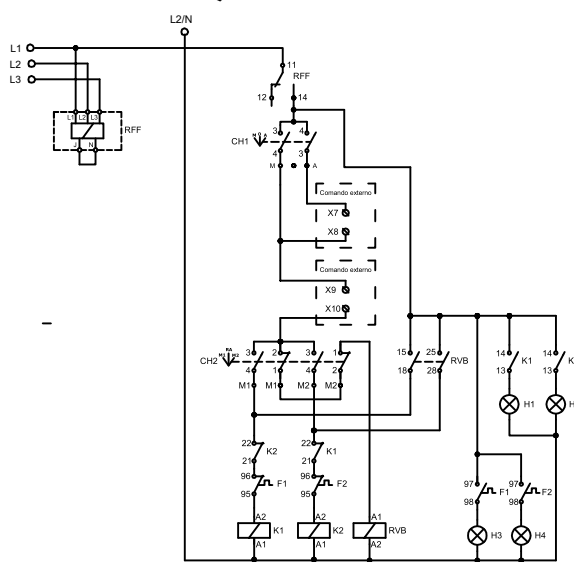 L2/N
L1
L2
L3
11
RFF
12
14
L1 L2 L3
RFF
J N
M 0 A
3 4
CH1
4 3
M A
Comando externo
X7
X8
Comando externo
X9
X10
RA
M1 M2
3 2 3 1
CH2
4 1 4 2
M1 M1 M2 M2
15 25
RVB
18 28
14 14
K1 K
13 13
H1 H
22 22
K2 K1
21 21
96 96
F1 F2
95 95
97 97
F1 F2
98 98
A2 A2 A1
K1 K2 RVB
A1 A1 A2
H3 H4